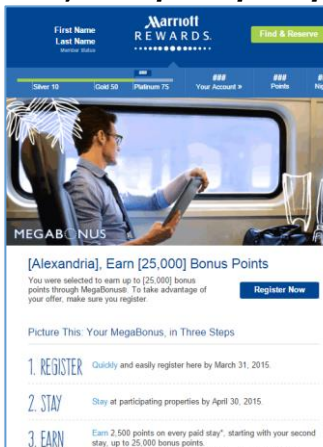 First Name
Last Name
Member Status
Marriott
REWARDS.
Find & Reserve
###
Silver 10
Gold 50
Platinum 75
###
Your Account »
###
Points
MEGABONUS
[Alexandria], Earn [25,000] Bonus Points
You were selected to earn up to [25,000] bonus
points through MegaBonus®. To take advantage of
your offer, make sure you register.
Register Now
Picture This: Your MegaBonus, in Three Steps
1. REGISTER
Quickly and easily register here by March 31, 2015.
2. STAY
Stay at participating properties by April 30, 2015.
3. EARN
Earn 2,500 points on every paid stay*, starting with your second
stay, up to 25,000 bonus points.